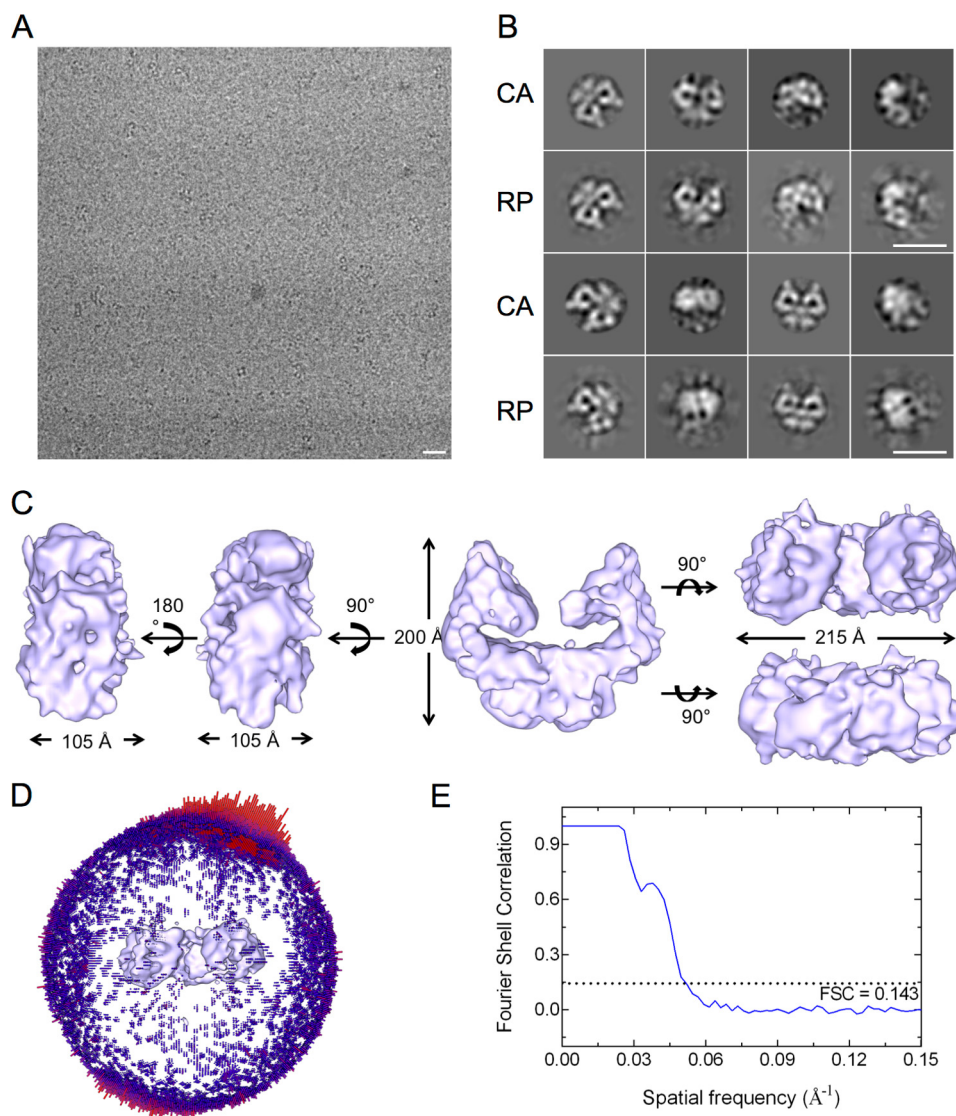 A
B
CA
RP
CA
RP
C
180
°
90°
200 Å
90°
90°
215 Å
105 Å
105 Å
D
E
Fourier Shell Correlation
0.9
0.6
0.3
0.0
FSC = 0.143
0.00 0.03 0.06 0.09 0.12 0.15
Spatial frequency (Å-1)